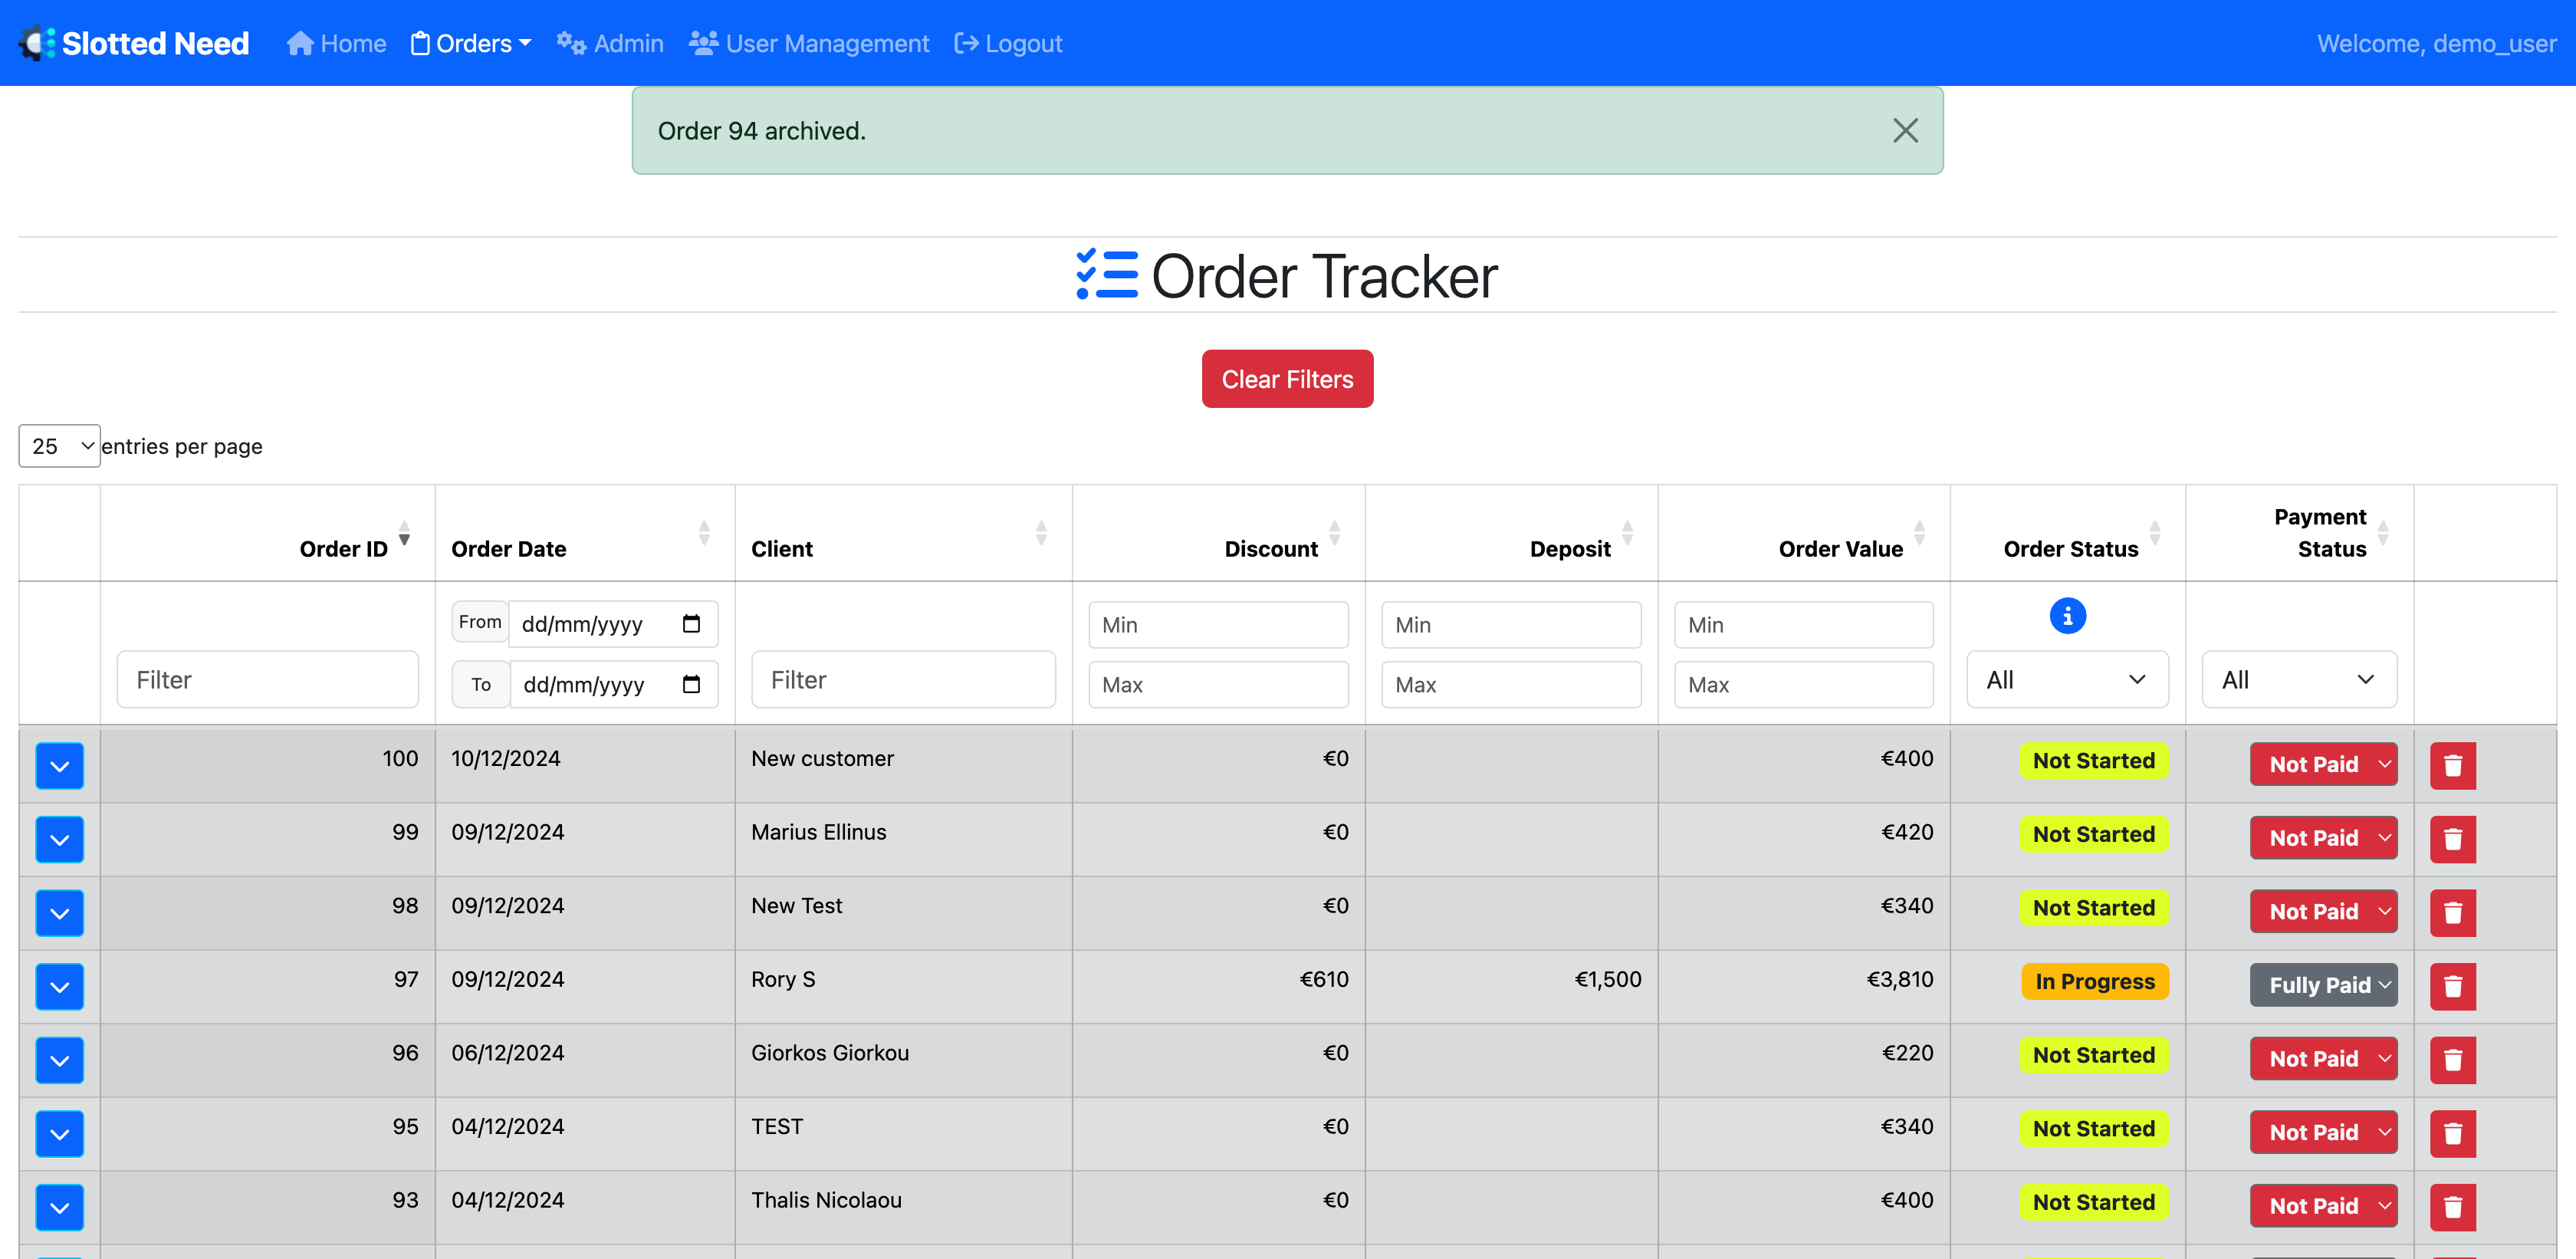 Slotted Need Home Orders Admin User Management Logout Welcome, demo_user
Order 94 archived.
Order Tracker
Clear Filters
25 entries per page
Order ID Order Date Client Discount Deposit Order Value Order Status Payment Status
Filter From dd/mm/yyyy Filter Min Min Min All All
To dd/mm/yyyy Max Max Max
100 10/12/2024 New customer €0 €400 Not Started Not Paid
99 09/12/2024 Marius Ellinus €0 €420 Not Started Not Paid
98 09/12/2024 New Test €0 €340 Not Started Not Paid
97 09/12/2024 Rory S €610 €1,500 €3,810 In Progress Fully Paid
96 06/12/2024 Giorkos Giorkou €0 €220 Not Started Not Paid
95 04/12/2024 TEST €0 €340 Not Started Not Paid
93 04/12/2024 Thalis Nicolaou €0 €400 Not Started Not Paid